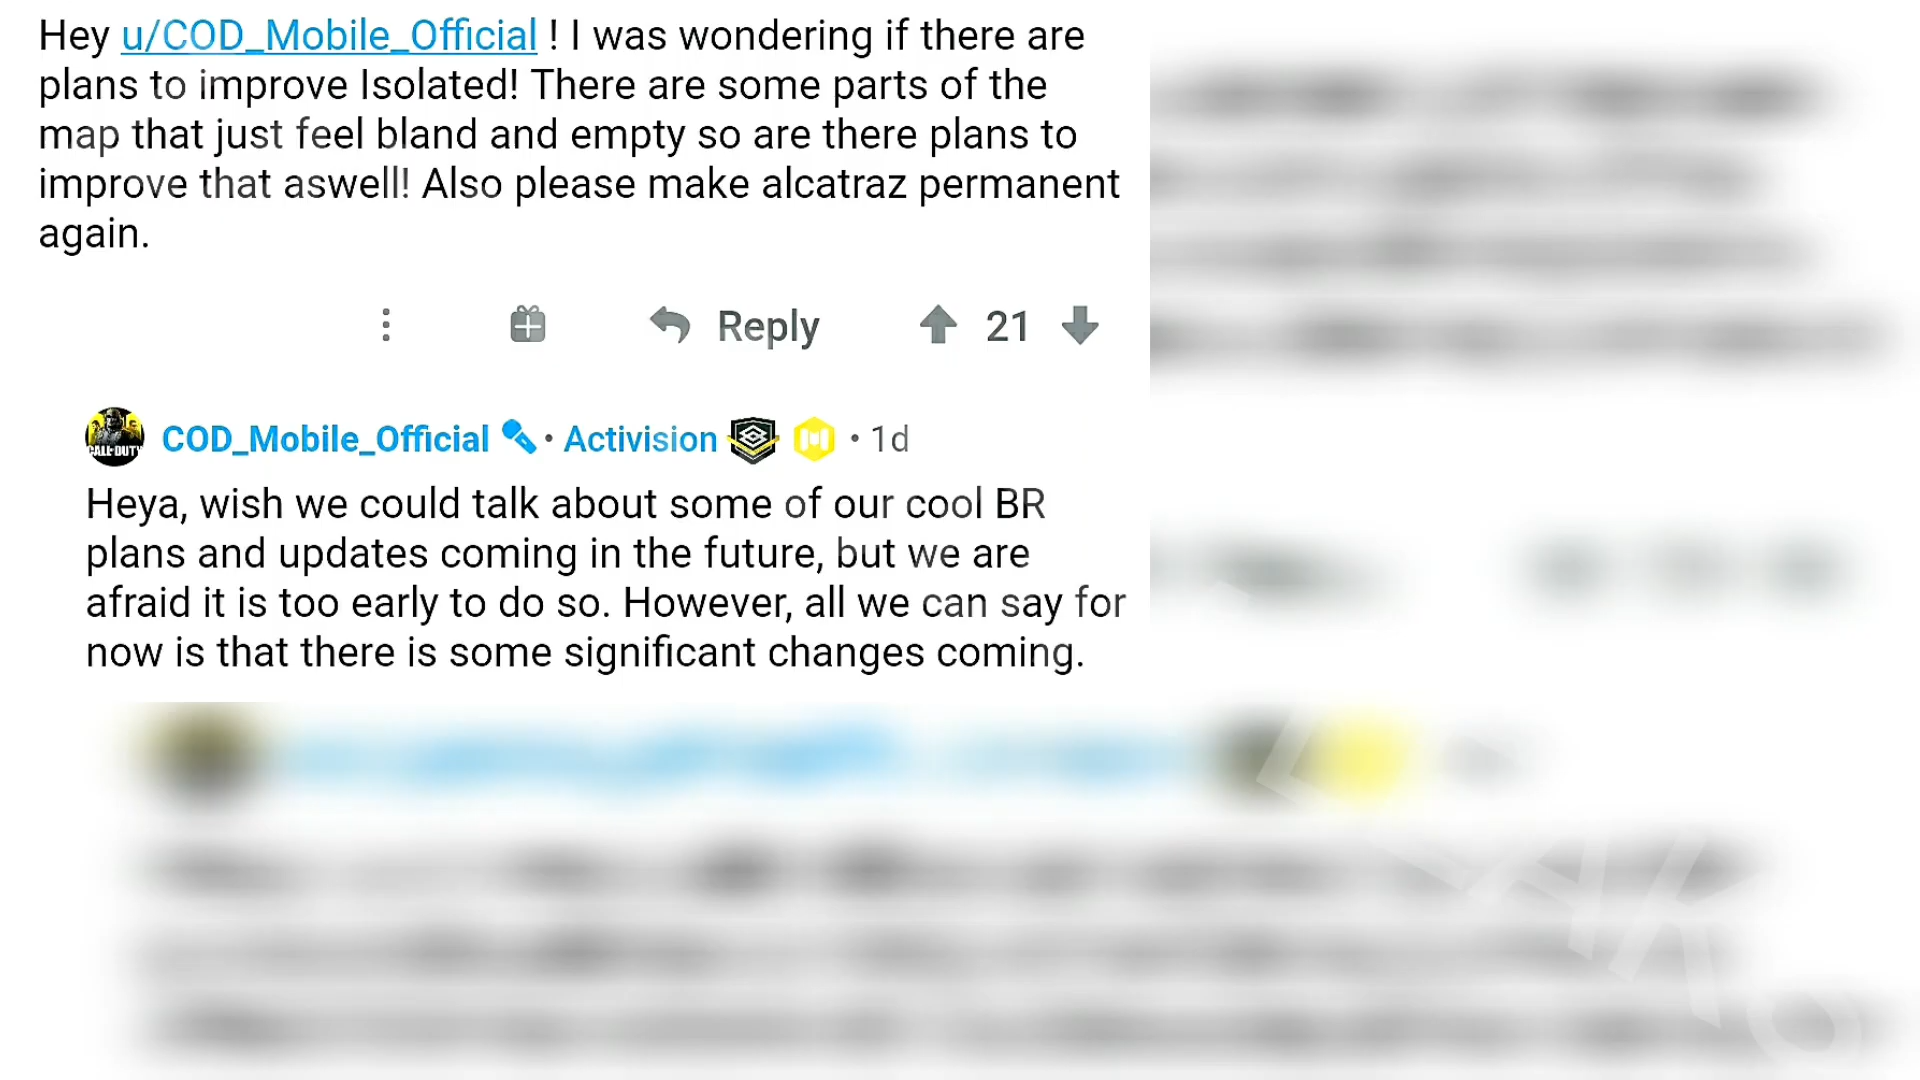 Hey u/COD_Mobile_Official ! I was wondering if there are
plans to improve Isolated! There are some parts of the
map that just feel bland and empty so are there plans to
improve that aswell! Also please make alcatraz permanent
again.
Reply 21
CALL·DUTY
COD_Mobile_Official • Activision • 1d
Heya, wish we could talk about some of our cool BR
plans and updates coming in the future, but we are
afraid it is too early to do so. However, all we can say for
now is that there is some significant changes coming.